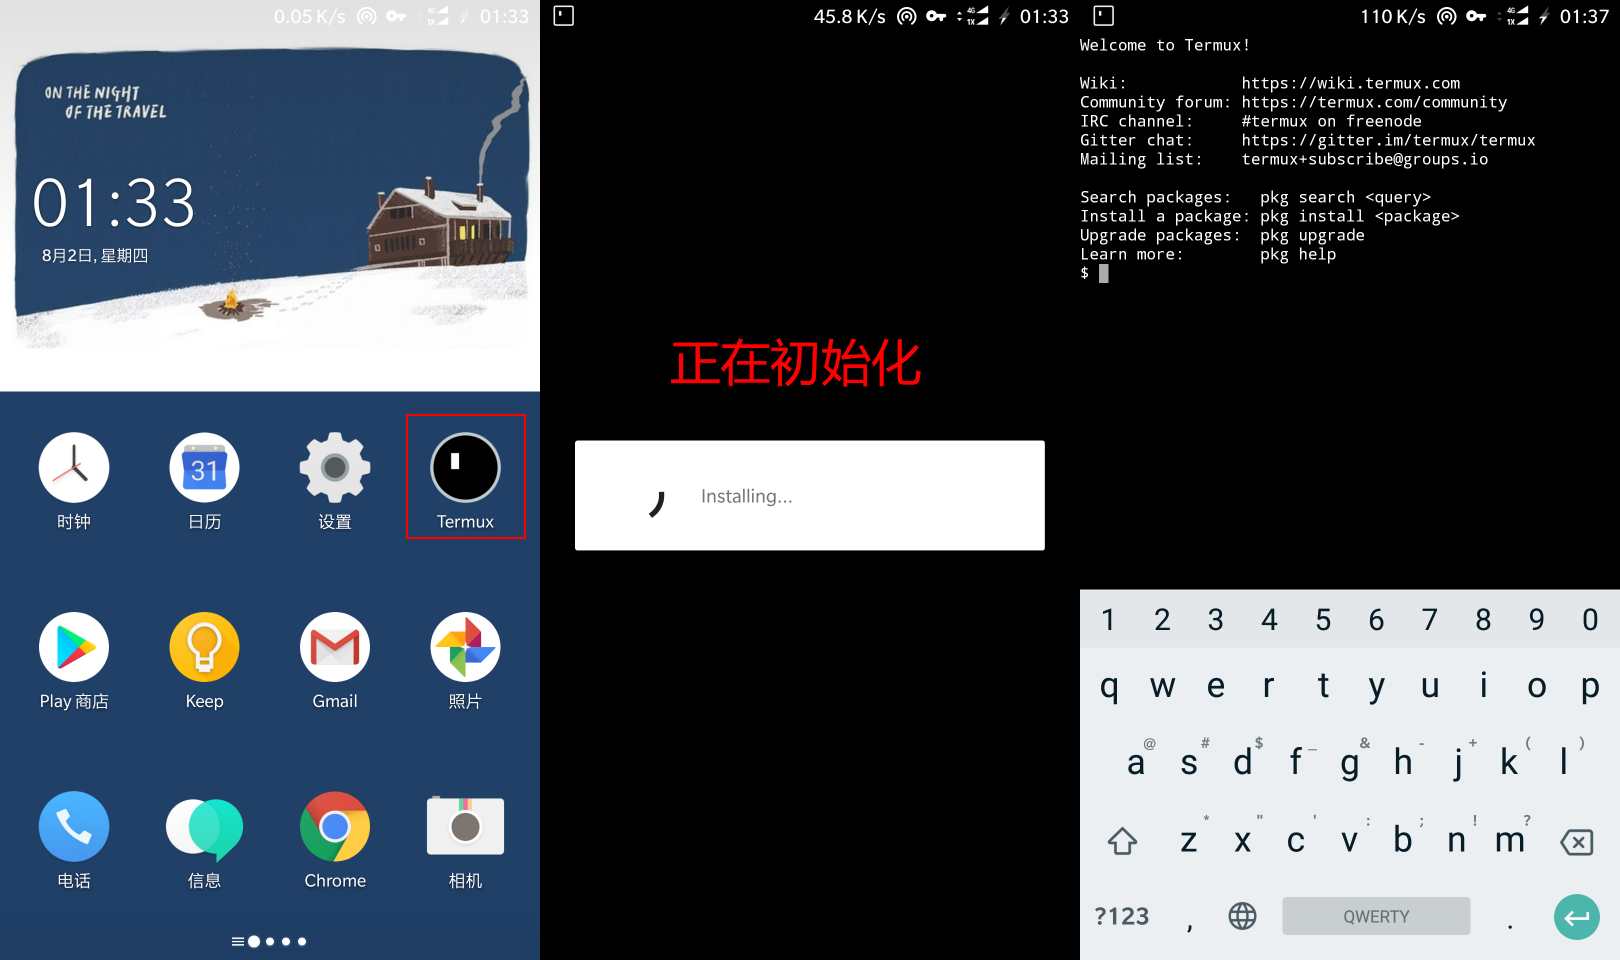 0.05 K/s 4G 1X 01:33
ON THE NIGHT
OF THE TRAVEL
01:33
8月2日, 星期四
时钟
31
日历
设置
Termux
Play 商店
Keep
Gmail
照片
电话
信息
Chrome
相机
45.8 K/s 4G 1X 01:33
正在初始化
Installing...
110 K/s 4G 1X 01:37
Welcome to Termux!
Wiki: https://wiki.termux.com
Community forum: https://termux.com/community
IRC channel: #termux on freenode
Gitter chat: https://gitter.im/termux/termux
Mailing list: termux+subscribe@groups.io
Search packages: pkg search <query>
Install a package: pkg install <package>
Upgrade packages: pkg upgrade
Learn more: pkg help
$
1 2 3 4 5 6 7 8 9 0
q w e r t y u i o p
@ # $ _ & - + ( )
a s d f g h j k l
* " ' : ; ! ?
z x c v b n m
?123 , QWERTY .